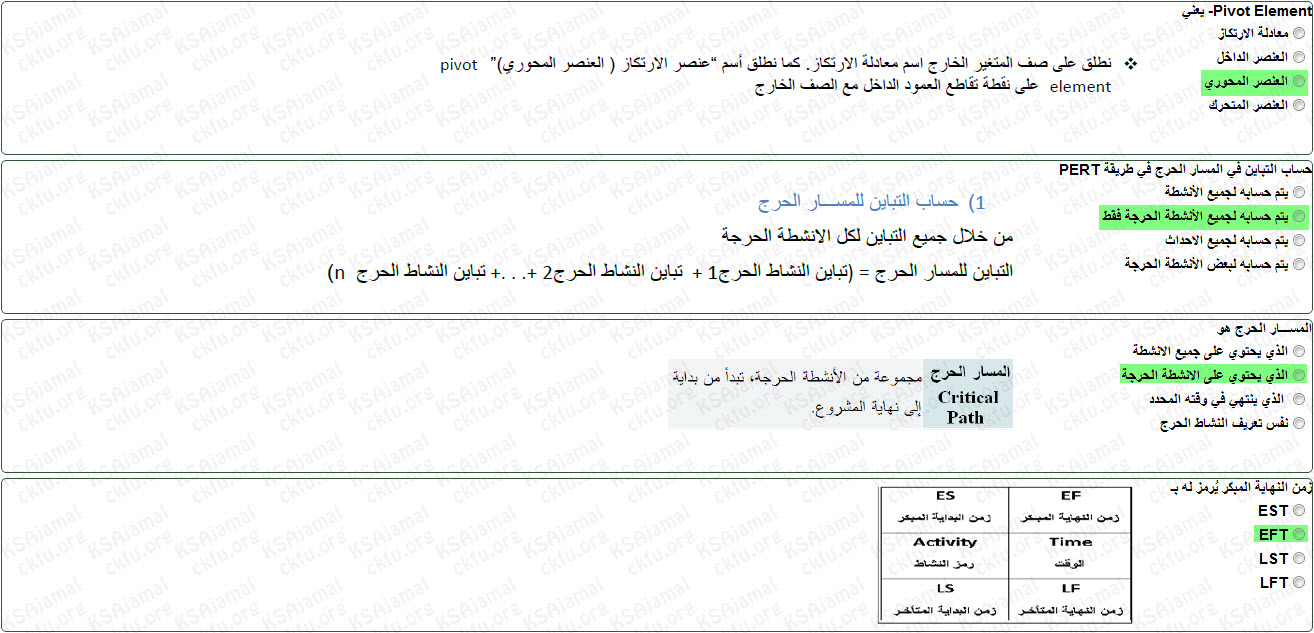 Pivot Element- يعني
معادلة الارتكاز
العنصر الداخل
العنصر المحوري
العنصر المتحرك
❖ نطلق على صف المتغير الخارج اسم معادلة الارتكاز. كما نطلق أسم “عنصر الارتكاز ( العنصر المحوري)” pivot
element على نقطة تقاطع العمود الداخل مع الصف الخارج
حساب التباين في المسار الحرج في طريقة PERT
يتم حسابه لجميع الأنشطة
يتم حسابه لجميع الأنشطة الحرجة فقط
يتم حسابه لجميع الاحداث
يتم حسابه لبعض الأنشطة الحرجة
1) حساب التباين للمســـار الحرج
من خلال جميع التباين لكل الانشطة الحرجة
التباين للمسار الحرج = (تباين النشاط الحرج1 + تباين النشاط الحرج2 +. . .+ تباين النشاط الحرج n)
المســـار الحرج هو
الذي يحتوي على جميع الانشطة
الذي يحتوي على الانشطة الحرجة
الذي ينتهي في وقته المحدد
نفس تعريف النشاط الحرج
المسار الحرج
Critical
Path
مجموعة من الأنشطة الحرجة، تبدأ من بداية
إلى نهاية المشروع.
زمن النهاية المبكر يُرمز له بـ
EST
EFT
LST
LFT
ES EF
زمن البداية المبكر زمن النهاية المبكر
Activity Time
رمز النشاط الوقت
LS LF
زمن البداية المتأخر زمن النهاية المتأخر
KSAjamal
ckfu.org